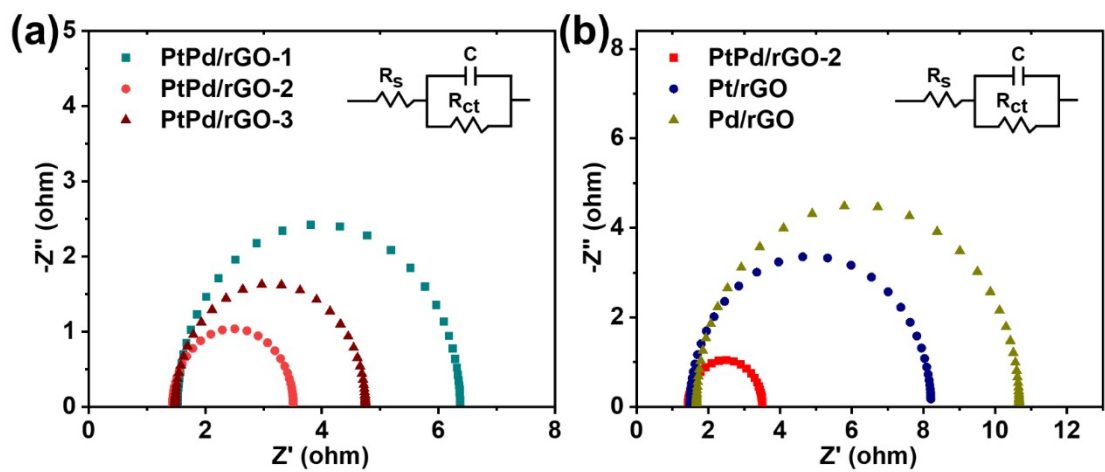 (a)
PtPd/rGO-1
PtPd/rGO-2
PtPd/rGO-3
C
Rs
Rct
5
4
3
2
1
0
-Z" (ohm)
0 2 4 6 8
Z' (ohm)
(b)
PtPd/rGO-2
Pt/rGO
Pd/rGO
C
Rs
Rct
8
6
4
2
0
-Z" (ohm)
0 2 4 6 8 10 12
Z' (ohm)